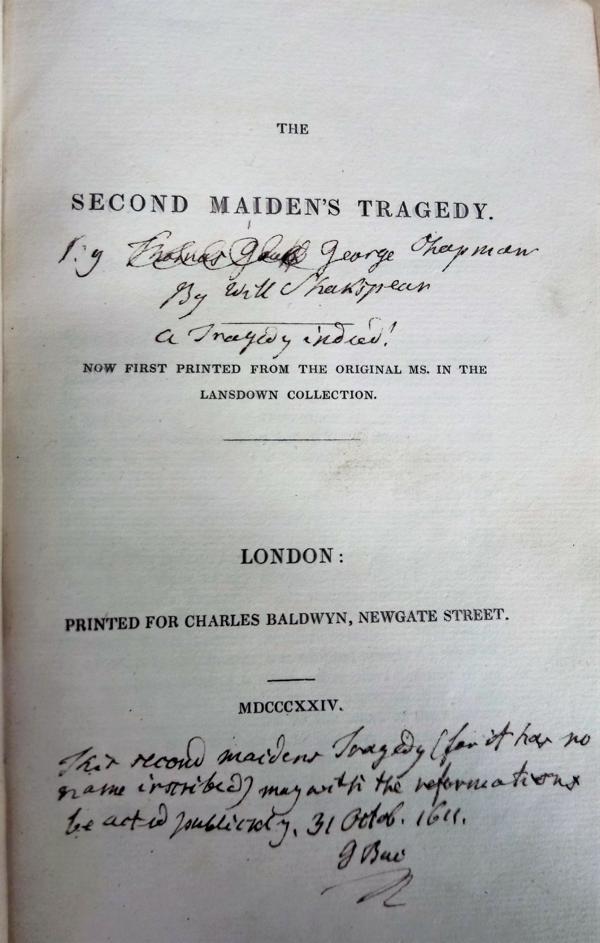 THE
SECOND MAIDEN'S TRAGEDY.
By Thomas George Chapman
By Will Shakspear
A Tragedy indeed!
NOW FIRST PRINTED FROM THE ORIGINAL MS. IN THE
LANSDOWN COLLECTION.
LONDON:
PRINTED FOR CHARLES BALDWYN, NEWGATE STREET.
MDCCCXXIV.
This second maidens Tragedy (for it has no
name inscribed) may with the reformations
be acted publickly. 31 Octob. 1611.
G Buc